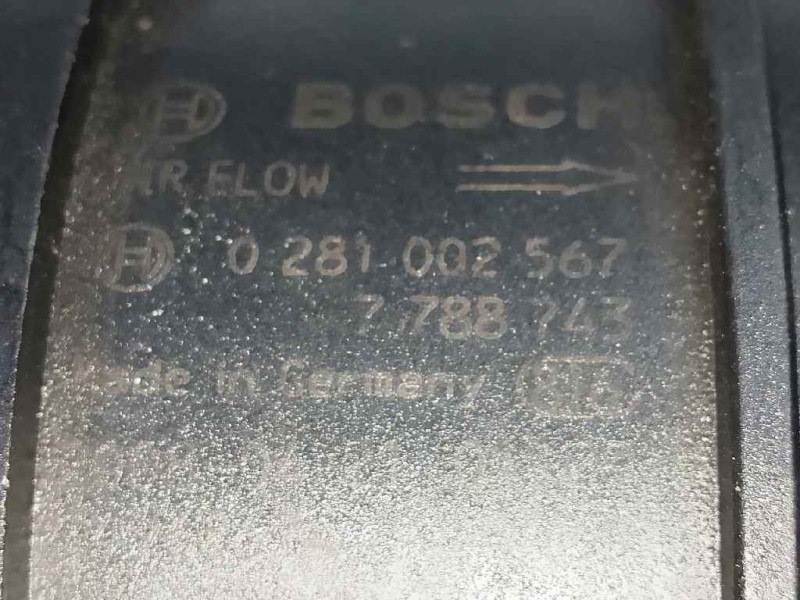 BOSCH
AIR FLOW
0 281 002 567
7 788 743
Made in Germany